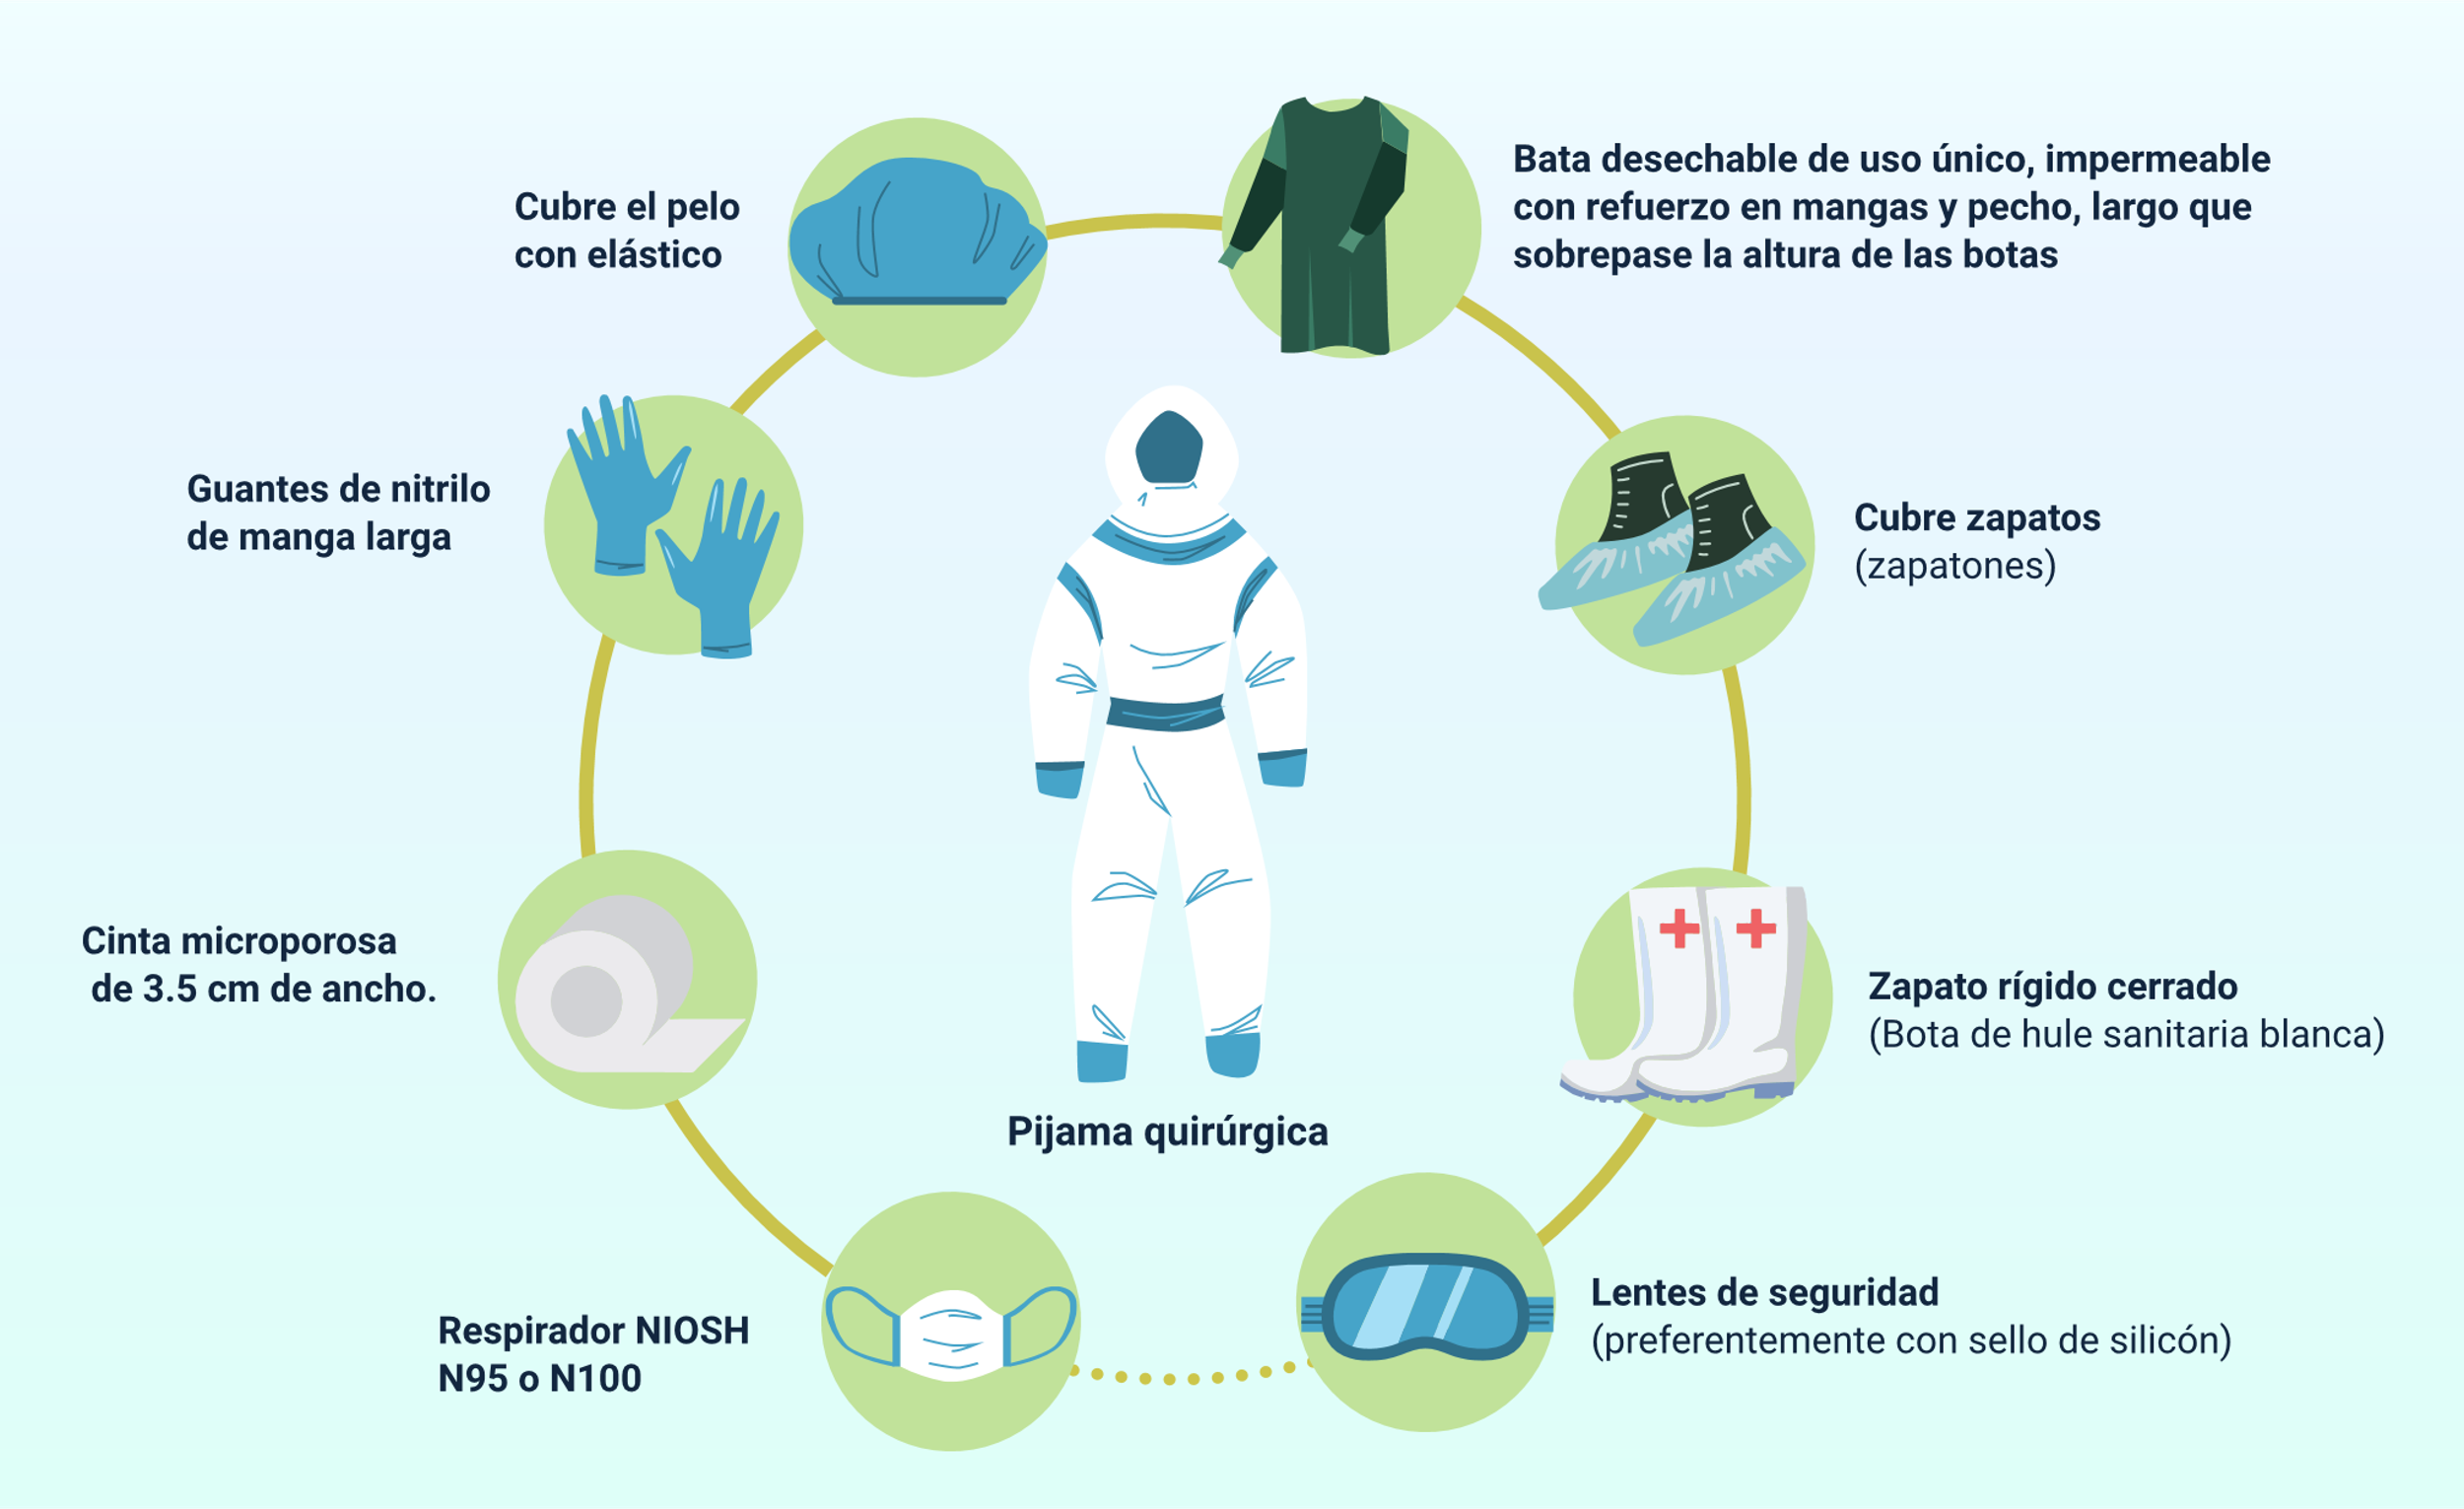 Bata desechable de uso único, impermeable
con refuerzo en mangas y pecho, largo que
sobrepase la altura de las botas
Cubre el pelo
con elástico
Guantes de nitrilo
de manga larga
Cubre zapatos
(zapatones)
Cinta microporosa
de 3.5 cm de ancho.
Zapato rígido cerrado
(Bota de hule sanitaria blanca)
Pijama quirúrgica
Lentes de seguridad
(preferentemente con sello de silicón)
Respirador NIOSH
N95 o N100